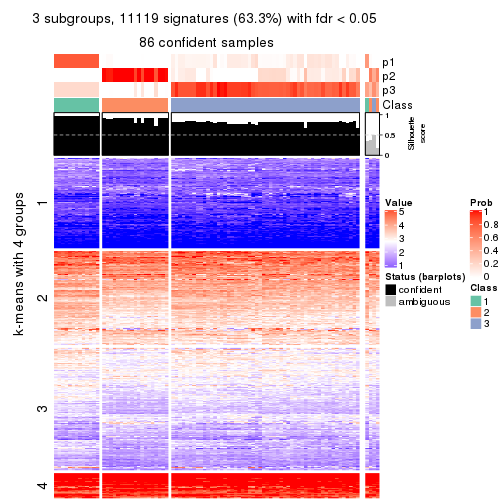 3 subgroups, 11119 signatures (63.3%) with fdr < 0.05
86 confident samples
p1
p2
p3
Class
1
0.5
0
Silhouette
score
k-means with 4 groups
1
2
3
4
Value
5
4
3
2
1
Status (barplots)
confident
ambiguous
Prob
1
0.8
0.6
0.4
0.2
0
Class
1
2
3